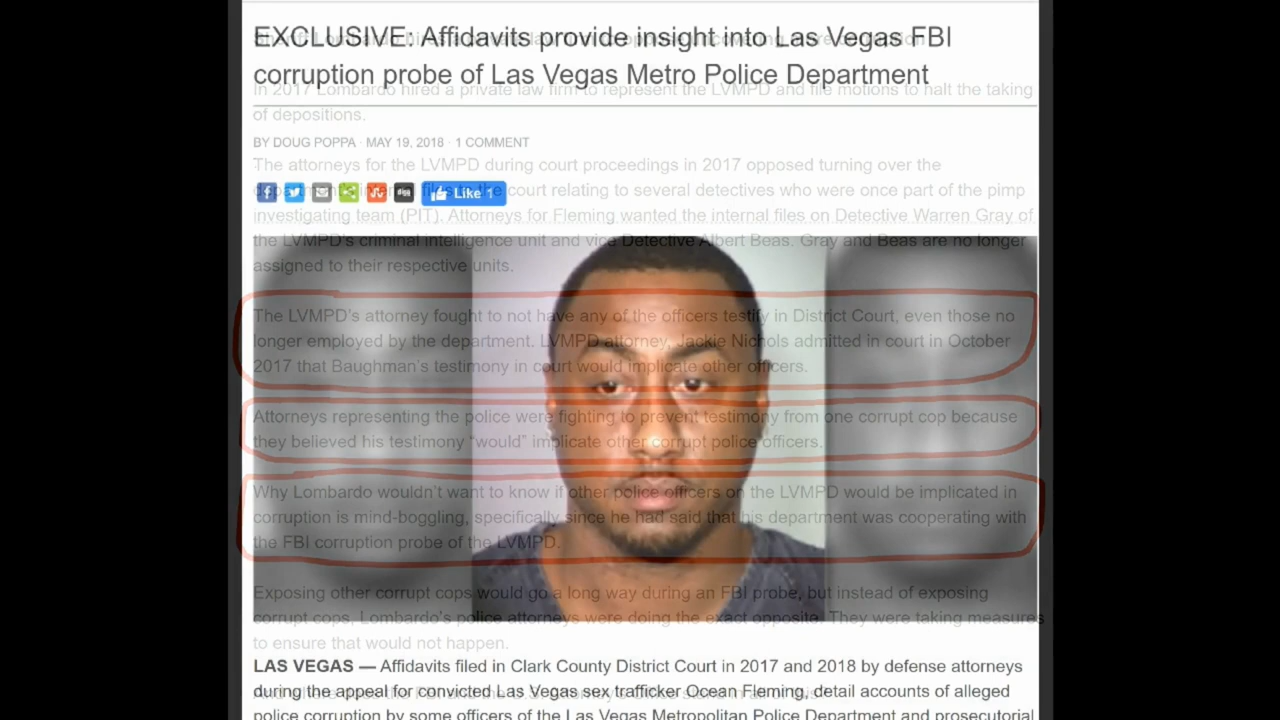 EXCLUSIVE: Affidavits provide insight into Las Vegas FBI
corruption probe of Las Vegas Metro Police Department
In 2017 Lombardo hired a private law firm to represent the LVMPD and file motions to halt the taking
of depositions.
BY DOUG POPPA · MAY 19, 2018 · 1 COMMENT
The attorneys for the LVMPD during court proceedings in 2017 opposed turning over the
court relating to several detectives who were once part of the pimp
Like 1
investigating team (PIT). Attorneys for Fleming wanted the internal files on Detective Warren Gray of
the LVMPD's criminal intelligence unit and vice Detective Albert Beas. Gray and Beas are no longer
assigned to their respective units.
The LVMPD's attorney fought to not have any of the officers testify in District Court, even those no
longer employed by the department. LVMPD attorney, Jackie Nichols admitted in court in October
2017 that Baughman's testimony in court would implicate other officers.
Attorneys representing the police were fighting to prevent testimony from one corrupt cop because
they believed his testimony "would" implicate other corrupt police officers.
Why Lombardo wouldn't want to know if other police officers on the LVMPD would be implicated in
corruption is mind-boggling, specifically since he had said that his department was cooperating with
the FBI corruption probe of the LVMPD.
Exposing other corrupt cops would go a long way during an FBI probe, but instead of exposing
corrupt cops, Lombardo's police attorneys were doing the exact opposite. They were taking measures
to ensure that would not happen.
LAS VEGAS — Affidavits filed in Clark County District Court in 2017 and 2018 by defense attorneys
during the appeal for convicted Las Vegas sex trafficker Ocean Fleming, detail accounts of alleged
police corruption by some officers of the Las Vegas Metropolitan Police Department and prosecutorial